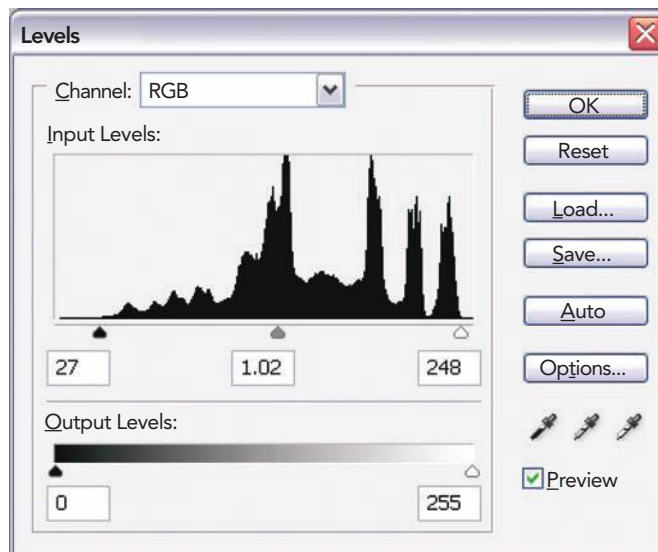 Levels
Channel: RGB
Input Levels:
27 1.02 248
Output Levels:
0 255
OK
Reset
Load...
Save...
Auto
Options...
Preview